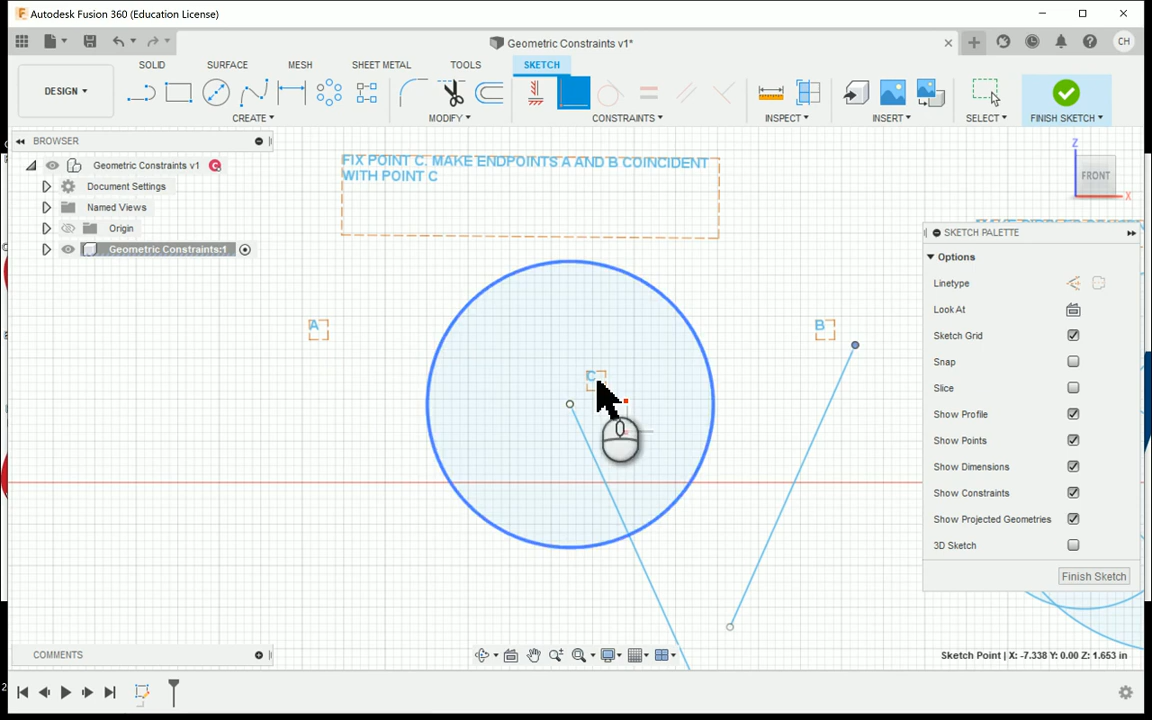 Autodesk Fusion 360 (Education License)
Geometric Constraints v1*
CH
DESIGN
SOLID
SURFACE
MESH
SHEET METAL
TOOLS
SKETCH
CREATE
MODIFY
CONSTRAINTS
INSPECT
INSERT
SELECT
FINISH SKETCH
BROWSER
Geometric Constraints v1
Document Settings
Named Views
Origin
Geometric Constraints:1
FIX POINT C. MAKE ENDPOINTS A AND B COINCIDENT
WITH POINT C
Z
FRONT
X
A
B
C
SKETCH PALETTE
Options
Linetype
Look At
Sketch Grid
Snap
Slice
Show Profile
Show Points
Show Dimensions
Show Constraints
Show Projected Geometries
3D Sketch
Finish Sketch
COMMENTS
Sketch Point | X: -7.338 Y: 0.00 Z: 1.653 in